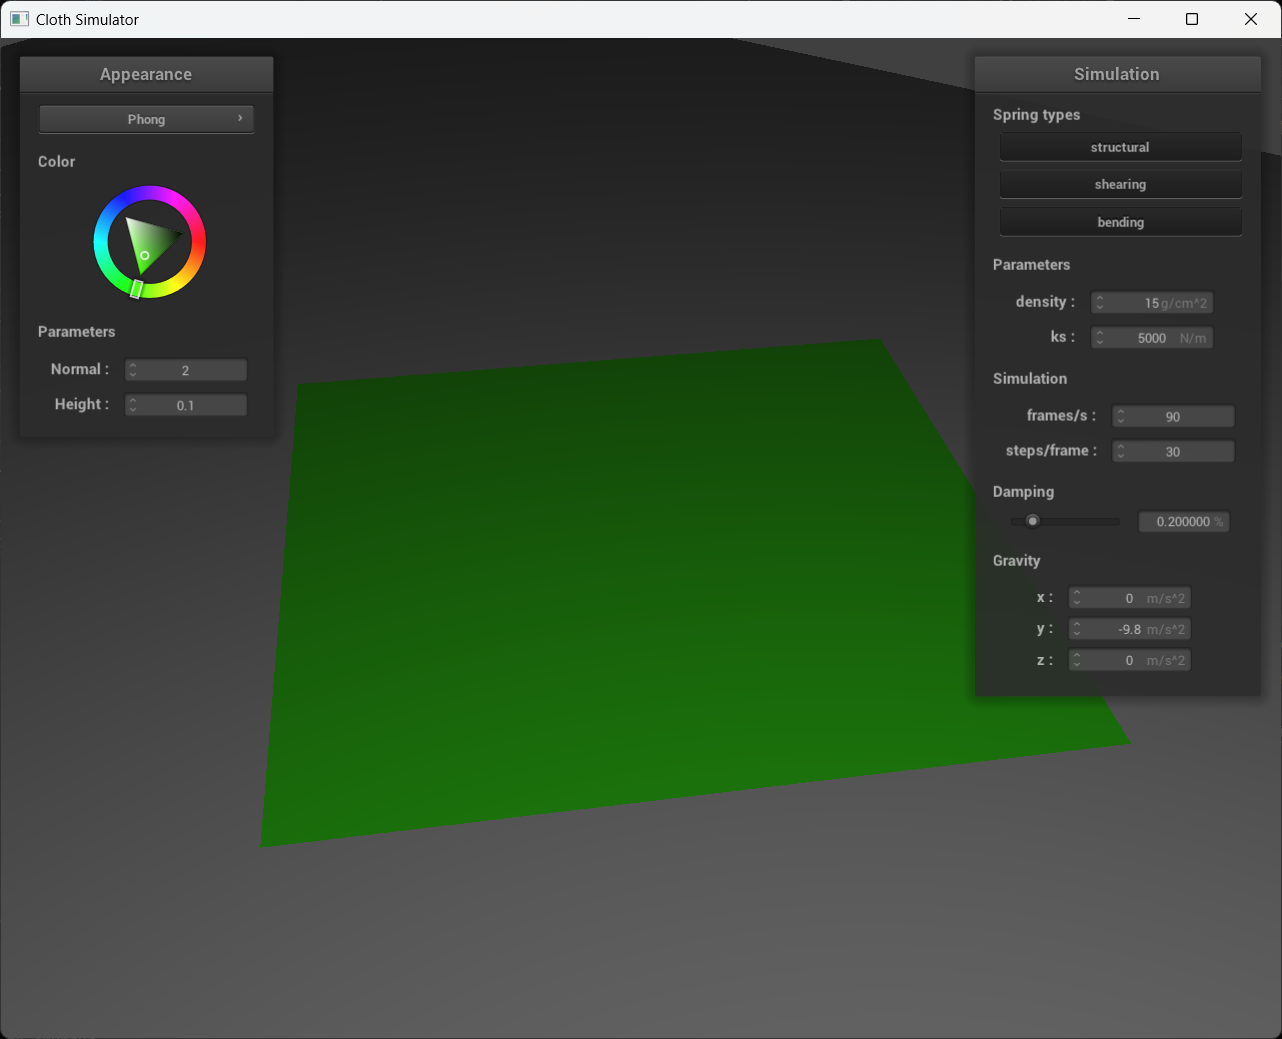 Cloth Simulator
Appearance
Phong
Color
Parameters
Normal : 2
Height : 0.1
Simulation
Spring types
structural
shearing
bending
Parameters
density : 15 g/cm^2
ks : 5000 N/m
Simulation
frames/s : 90
steps/frame : 30
Damping
0.200000 %
Gravity
x : 0 m/s^2
y : -9.8 m/s^2
z : 0 m/s^2